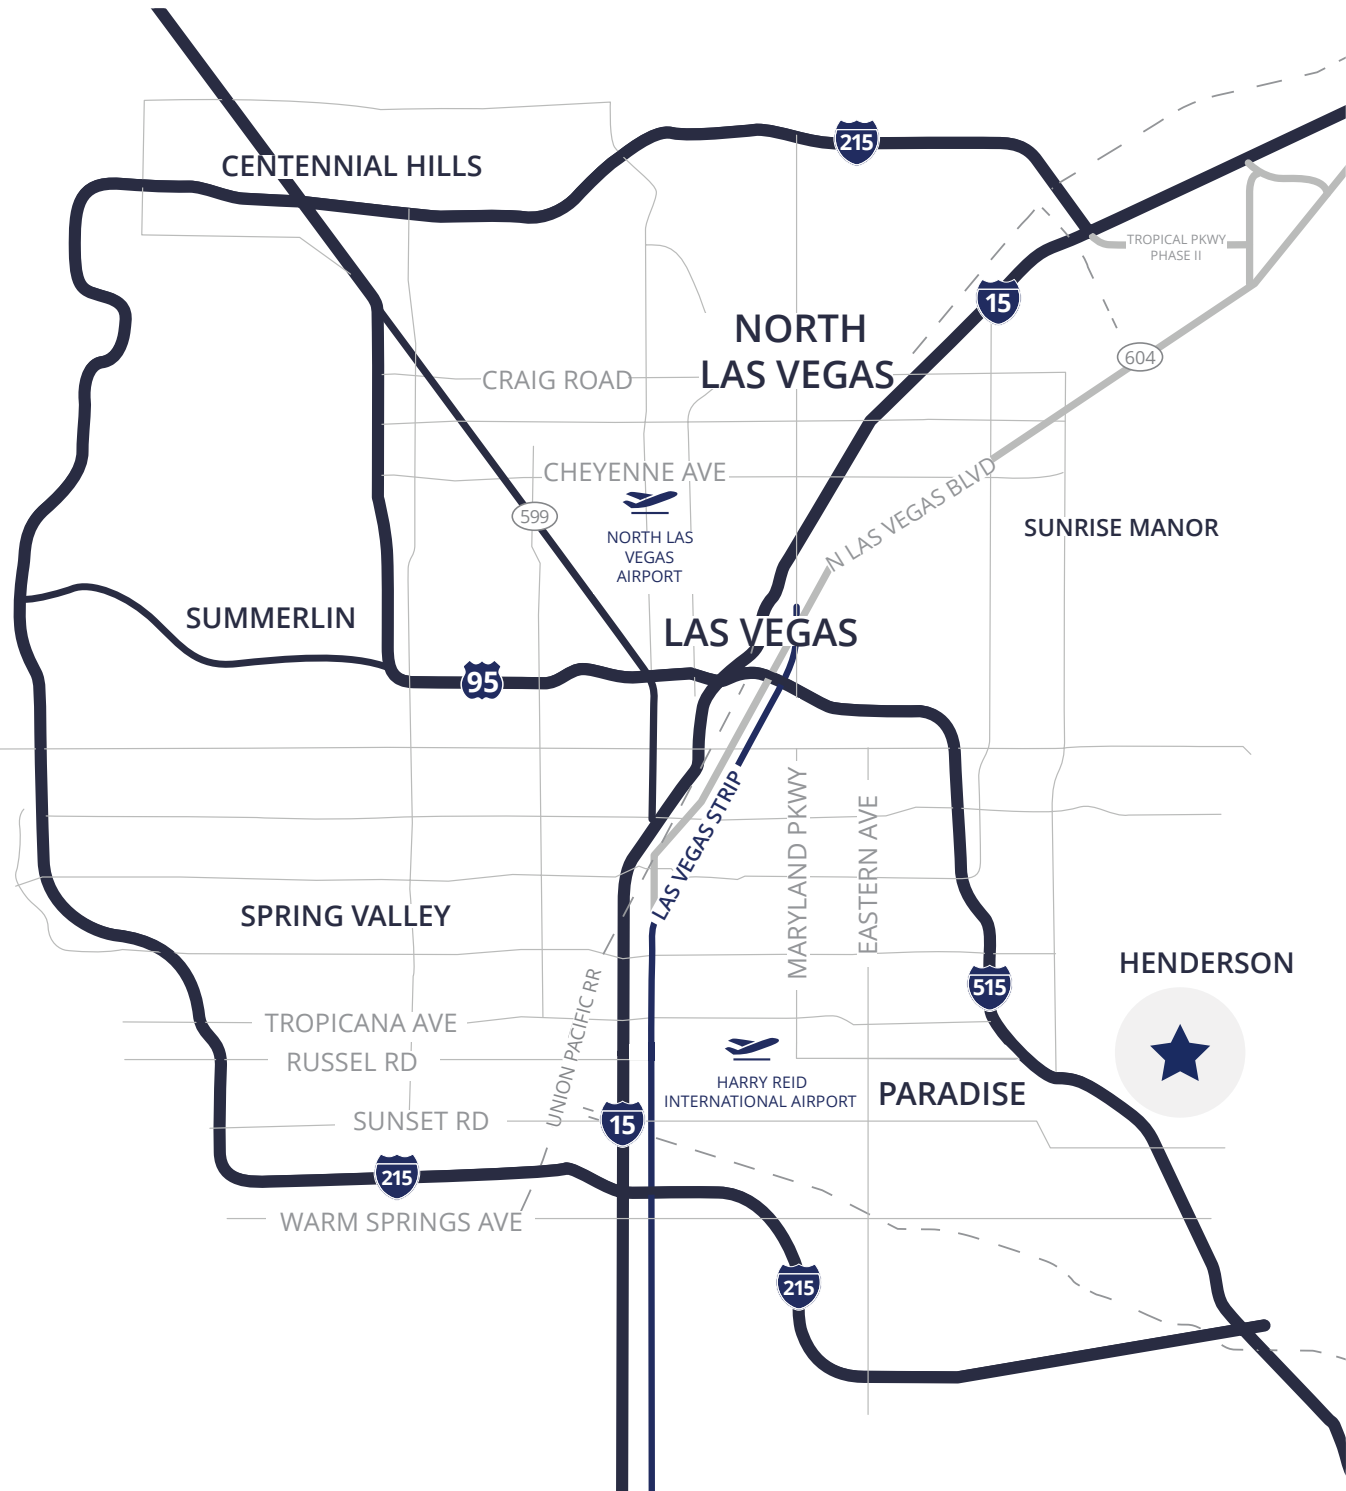 215
CENTENNIAL HILLS
TROPICAL PKWY
PHASE II
15
NORTH
LAS VEGAS
604
CRAIG ROAD
CHEYENNE AVE
N LAS VEGAS BLVD
599
SUNRISE MANOR
NORTH LAS
VEGAS
AIRPORT
SUMMERLIN
LAS VEGAS
95
LAS VEGAS STRIP
MARYLAND PKWY
EASTERN AVE
SPRING VALLEY
HENDERSON
515
UNION PACIFIC RR
TROPICANA AVE
RUSSEL RD
HARRY REID
INTERNATIONAL AIRPORT
PARADISE
SUNSET RD
15
215
WARM SPRINGS AVE
215